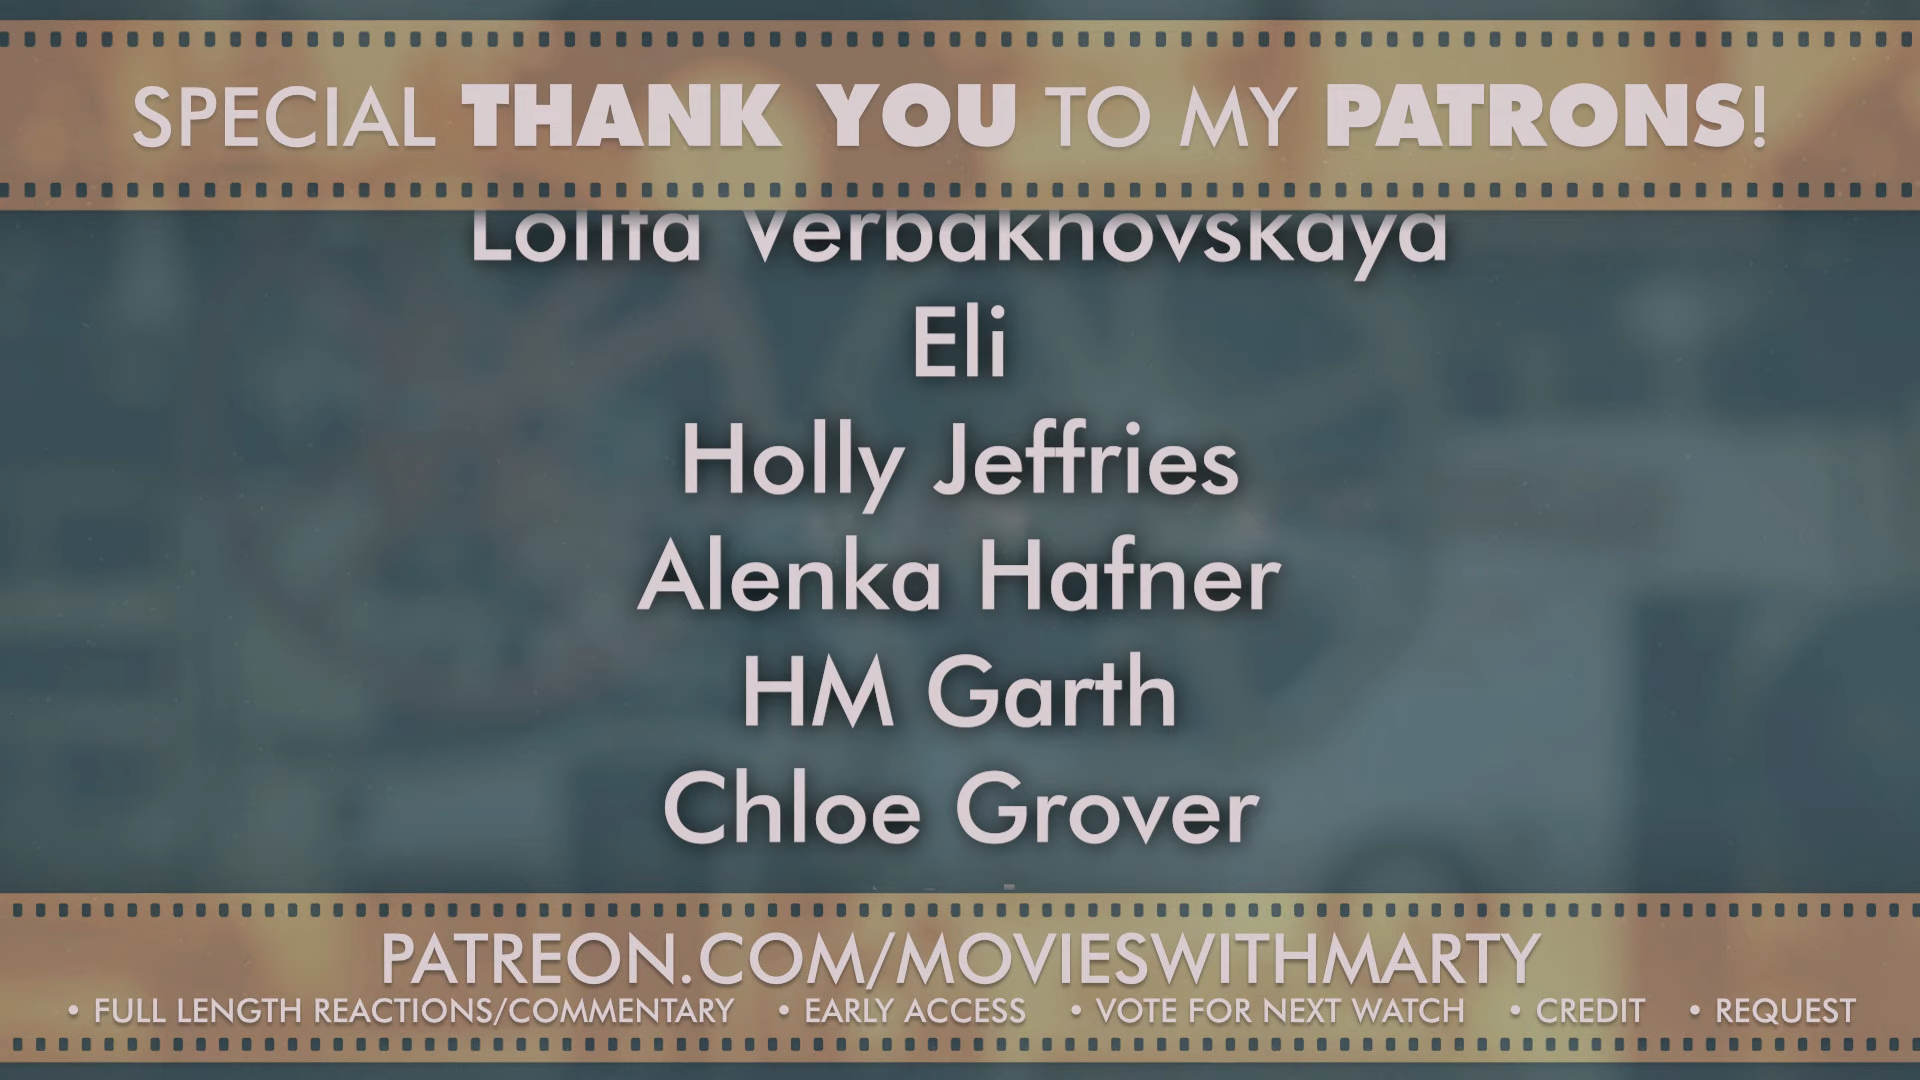 SPECIAL THANK YOU TO MY PATRONS!
Lolita Verbakhovskaya
Eli
Holly Jeffries
Alenka Hafner
HM Garth
Chloe Grover
PATREON.COM/MOVIESWITHMARTY
• FULL LENGTH REACTIONS/COMMENTARY • EARLY ACCESS • VOTE FOR NEXT WATCH • CREDIT • REQUEST